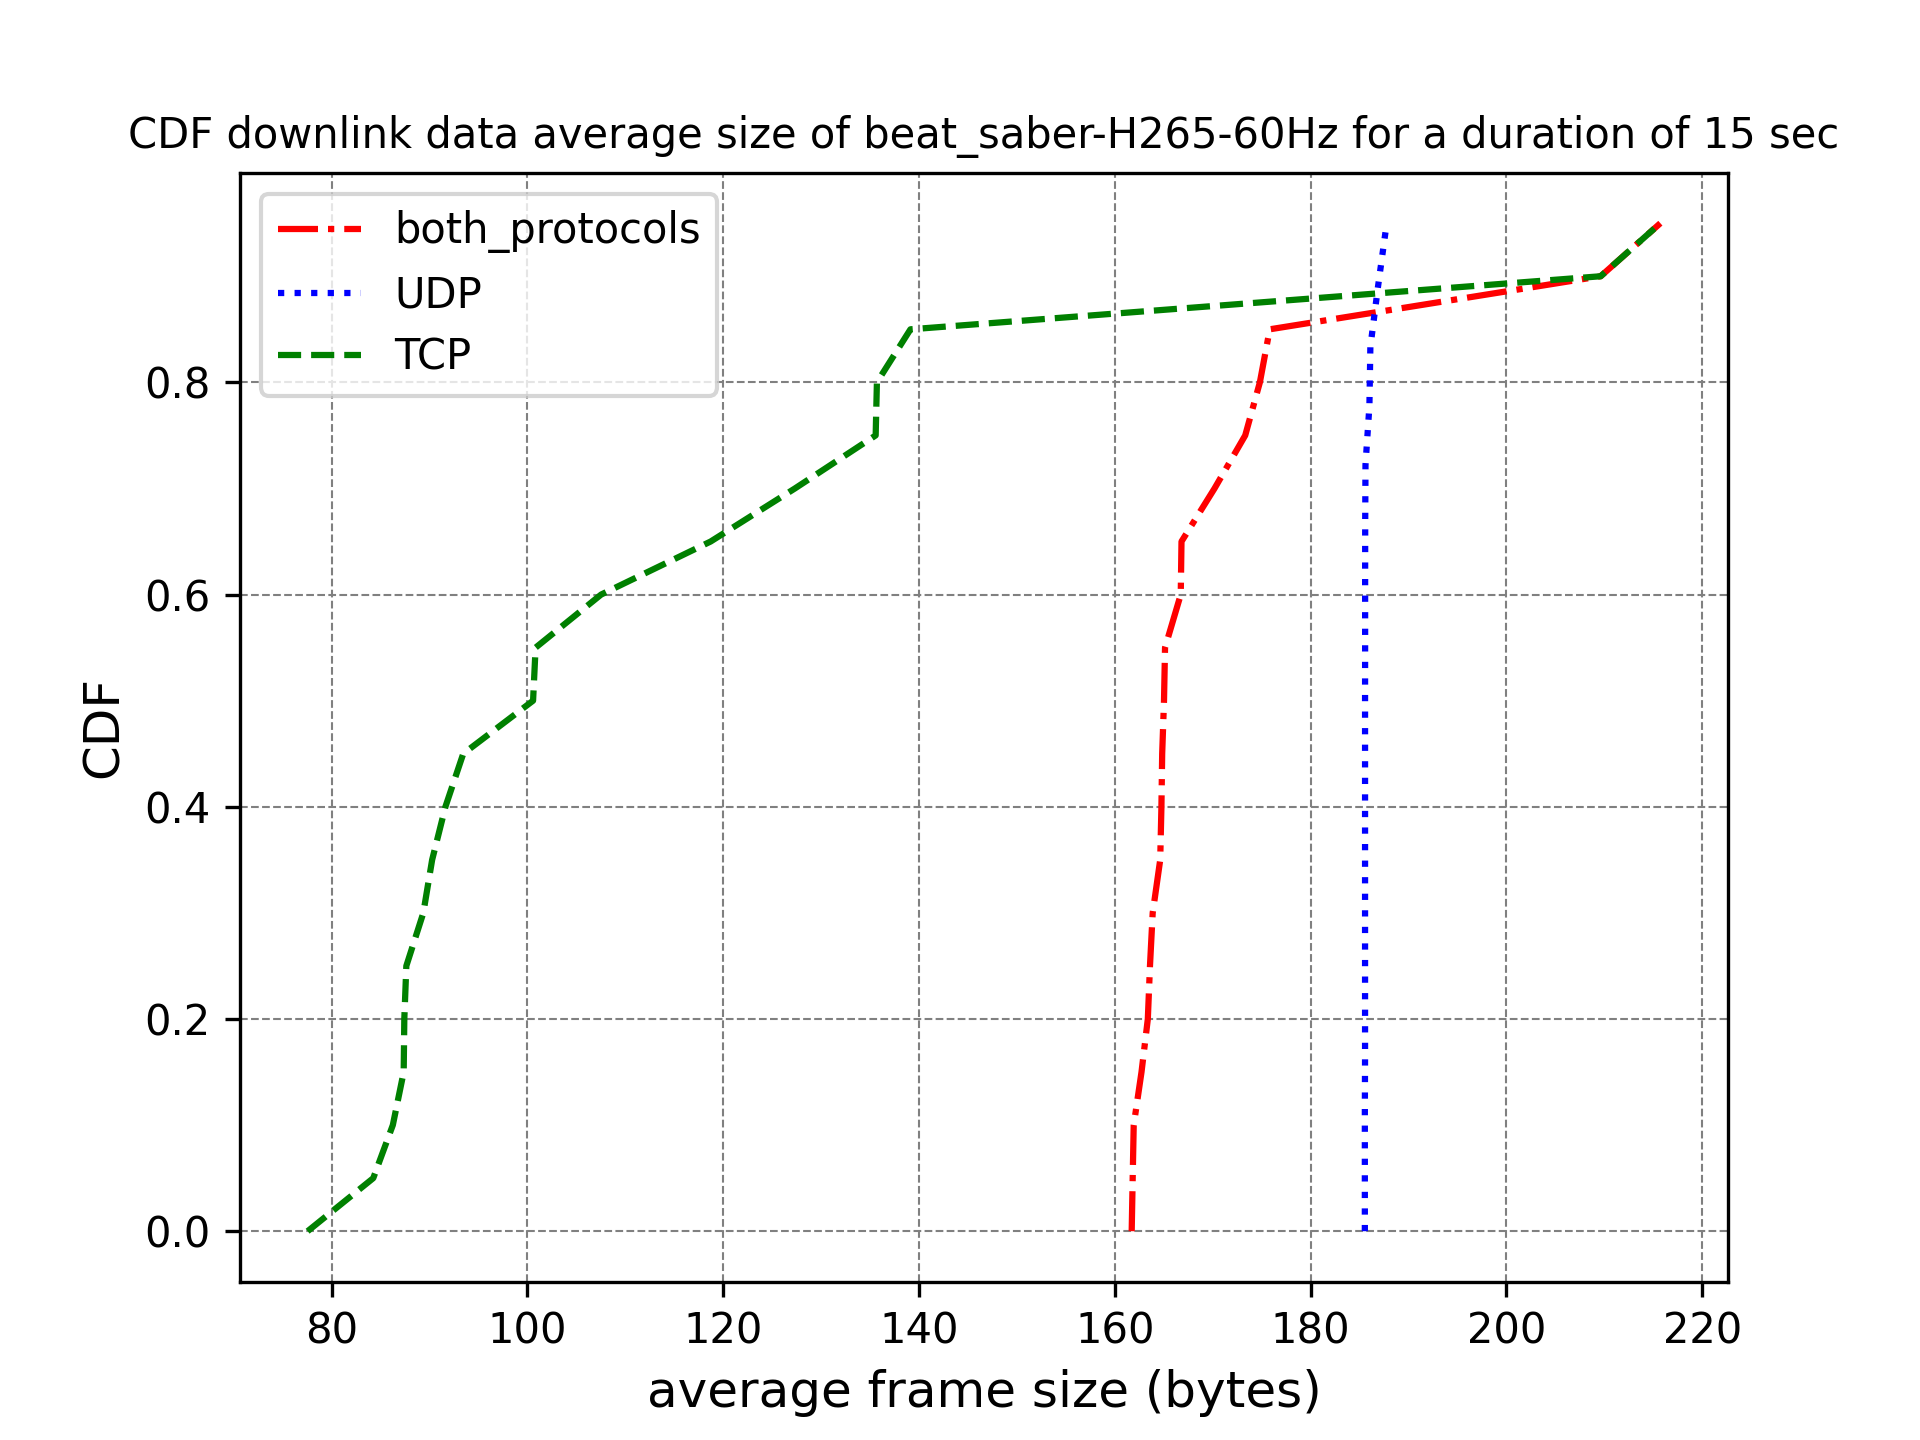 CDF downlink data average size of beat_saber-H265-60Hz for a duration of 15 sec
both_protocols
UDP
TCP
0.8
0.6
0.4
0.2
0.0
CDF
80 100 120 140 160 180 200 220
average frame size (bytes)